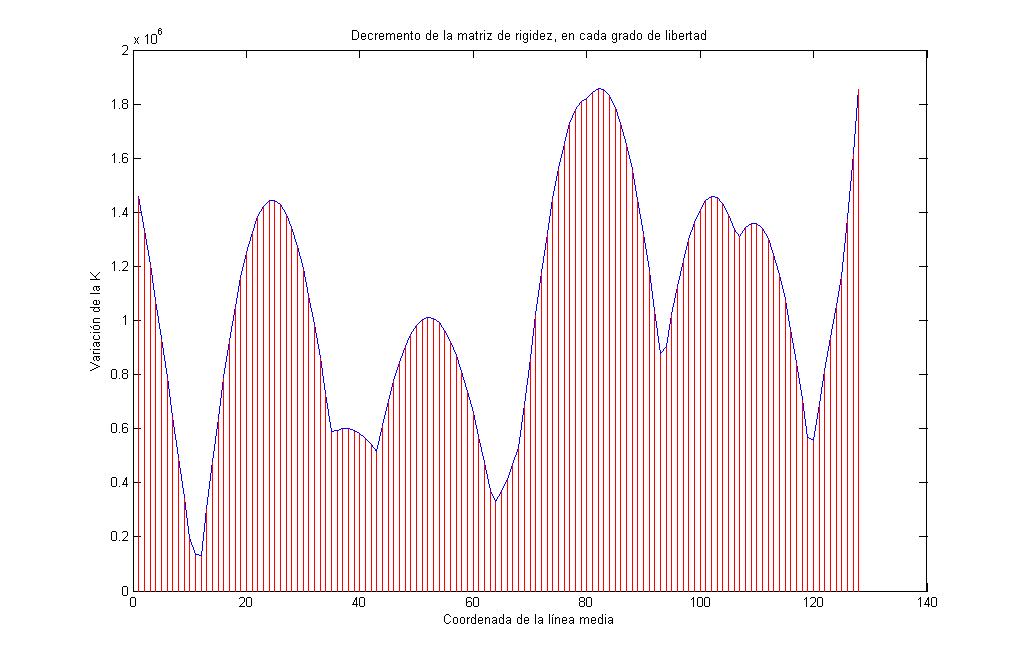 Decremento de la matriz de rigidez, en cada grado de libertad
x 10^6
2
1.8
1.6
1.4
1.2
1
0.8
0.6
0.4
0.2
0
Variación de la K
0 20 40 60 80 100 120 140
Coordenada de la línea media